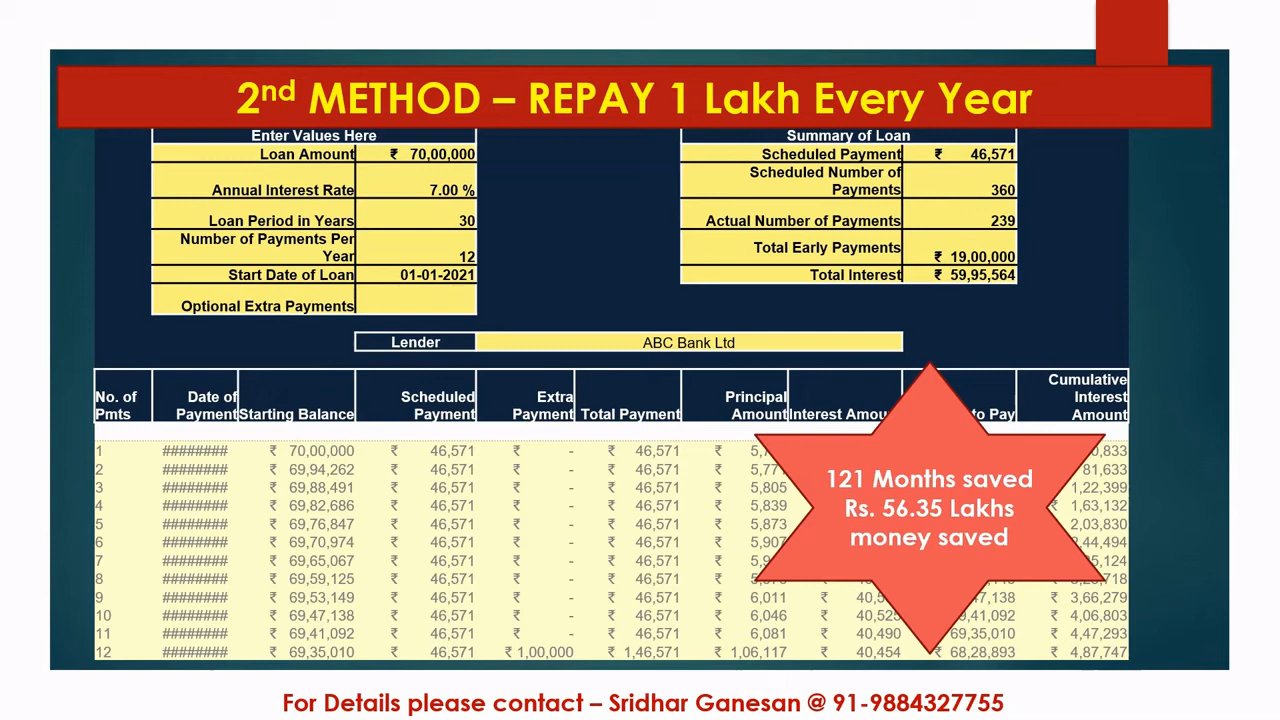 2nd METHOD – REPAY 1 Lakh Every Year
Enter Values Here
Loan Amount ₹ 70,00,000
Annual Interest Rate 7.00 %
Loan Period in Years 30
Number of Payments Per
Year 12
Start Date of Loan 01-01-2021
Optional Extra Payments
Summary of Loan
Scheduled Payment ₹ 46,571
Scheduled Number of
Payments 360
Actual Number of Payments 239
Total Early Payments ₹ 19,00,000
Total Interest ₹ 59,95,564
Lender ABC Bank Ltd
No. of Pmts Date of Payment Starting Balance Scheduled Payment Extra Payment Total Payment Principal Amount Interest to Pay Cumulative Interest Amount
1 ######## ₹ 70,00,000 ₹ 46,571 ₹ - ₹ 46,571 ₹
2 ######## ₹ 69,94,262 ₹ 46,571 ₹ - ₹ 46,571 ₹ 81,633
3 ######## ₹ 69,88,491 ₹ 46,571 ₹ - ₹ 46,571 ₹ 5,805 ₹ 1,22,399
4 ######## ₹ 69,82,686 ₹ 46,571 ₹ - ₹ 46,571 ₹ 5,839 ₹ 1,63,132
5 ######## ₹ 69,76,847 ₹ 46,571 ₹ - ₹ 46,571 ₹ 5,873 ₹ 2,03,830
6 ######## ₹ 69,70,974 ₹ 46,571 ₹ - ₹ 46,571 ₹ 5,907
7 ######## ₹ 69,65,067 ₹ 46,571 ₹ - ₹ 46,571 ₹
8 ######## ₹ 69,59,125 ₹ 46,571 ₹ - ₹ 46,571 ₹
9 ######## ₹ 69,53,149 ₹ 46,571 ₹ - ₹ 46,571 ₹ 6,011 ₹ ₹ 3,66,279
10 ######## ₹ 69,47,138 ₹ 46,571 ₹ - ₹ 46,571 ₹ 6,046 ₹ 40,525 ₹ 4,06,803
11 ######## ₹ 69,41,092 ₹ 46,571 ₹ - ₹ 46,571 ₹ 6,081 ₹ 40,490 69,35,010 ₹ 4,47,293
12 ######## ₹ 69,35,010 ₹ 46,571 ₹ 1,00,000 ₹ 1,46,571 ₹ 1,06,117 ₹ 40,454 ₹ 68,28,893 ₹ 4,87,747
121 Months saved
Rs. 56.35 Lakhs
money saved
For Details please contact – Sridhar Ganesan @ 91-9884327755